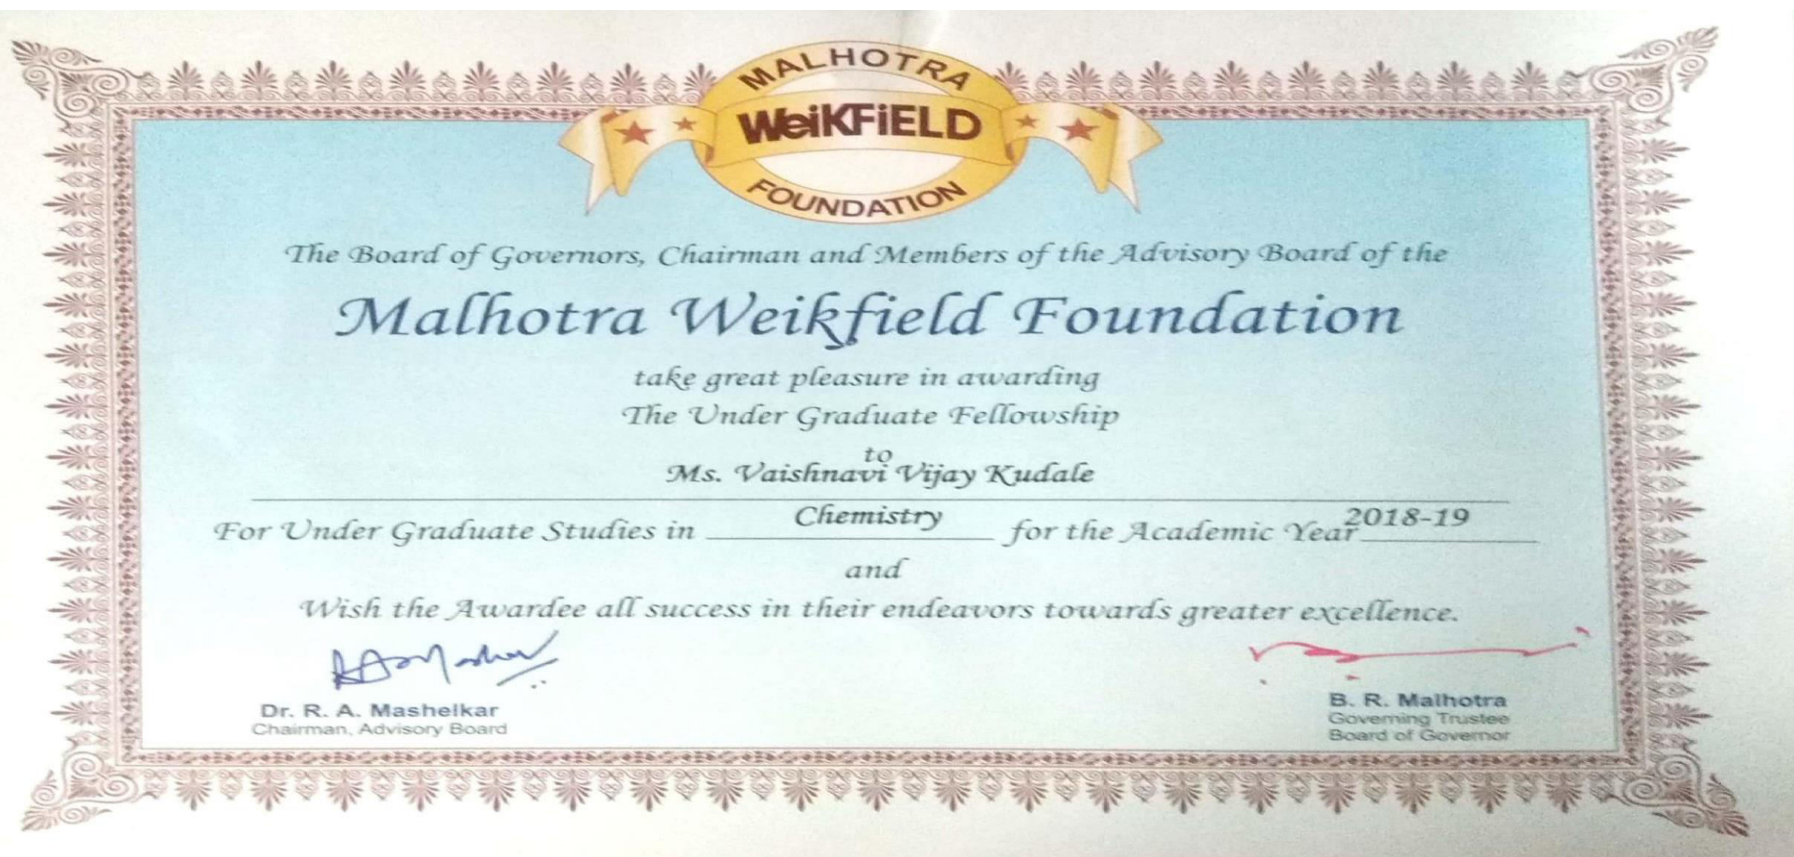 MALHOTRA
WeiKFiELD
FOUNDATION
The Board of Governors, Chairman and Members of the Advisory Board of the
Malhotra Weikfield Foundation
take great pleasure in awarding
The Under Graduate Fellowship
to
Ms. Vaishnavi Vijay Kudale
For Under Graduate Studies in Chemistry for the Academic Year 2018-19
and
Wish the Awardee all success in their endeavors towards greater excellence.
Dr. R. A. Mashelkar
Chairman, Advisory Board
B. R. Malhotra
Governing Trustee
Board of Governor